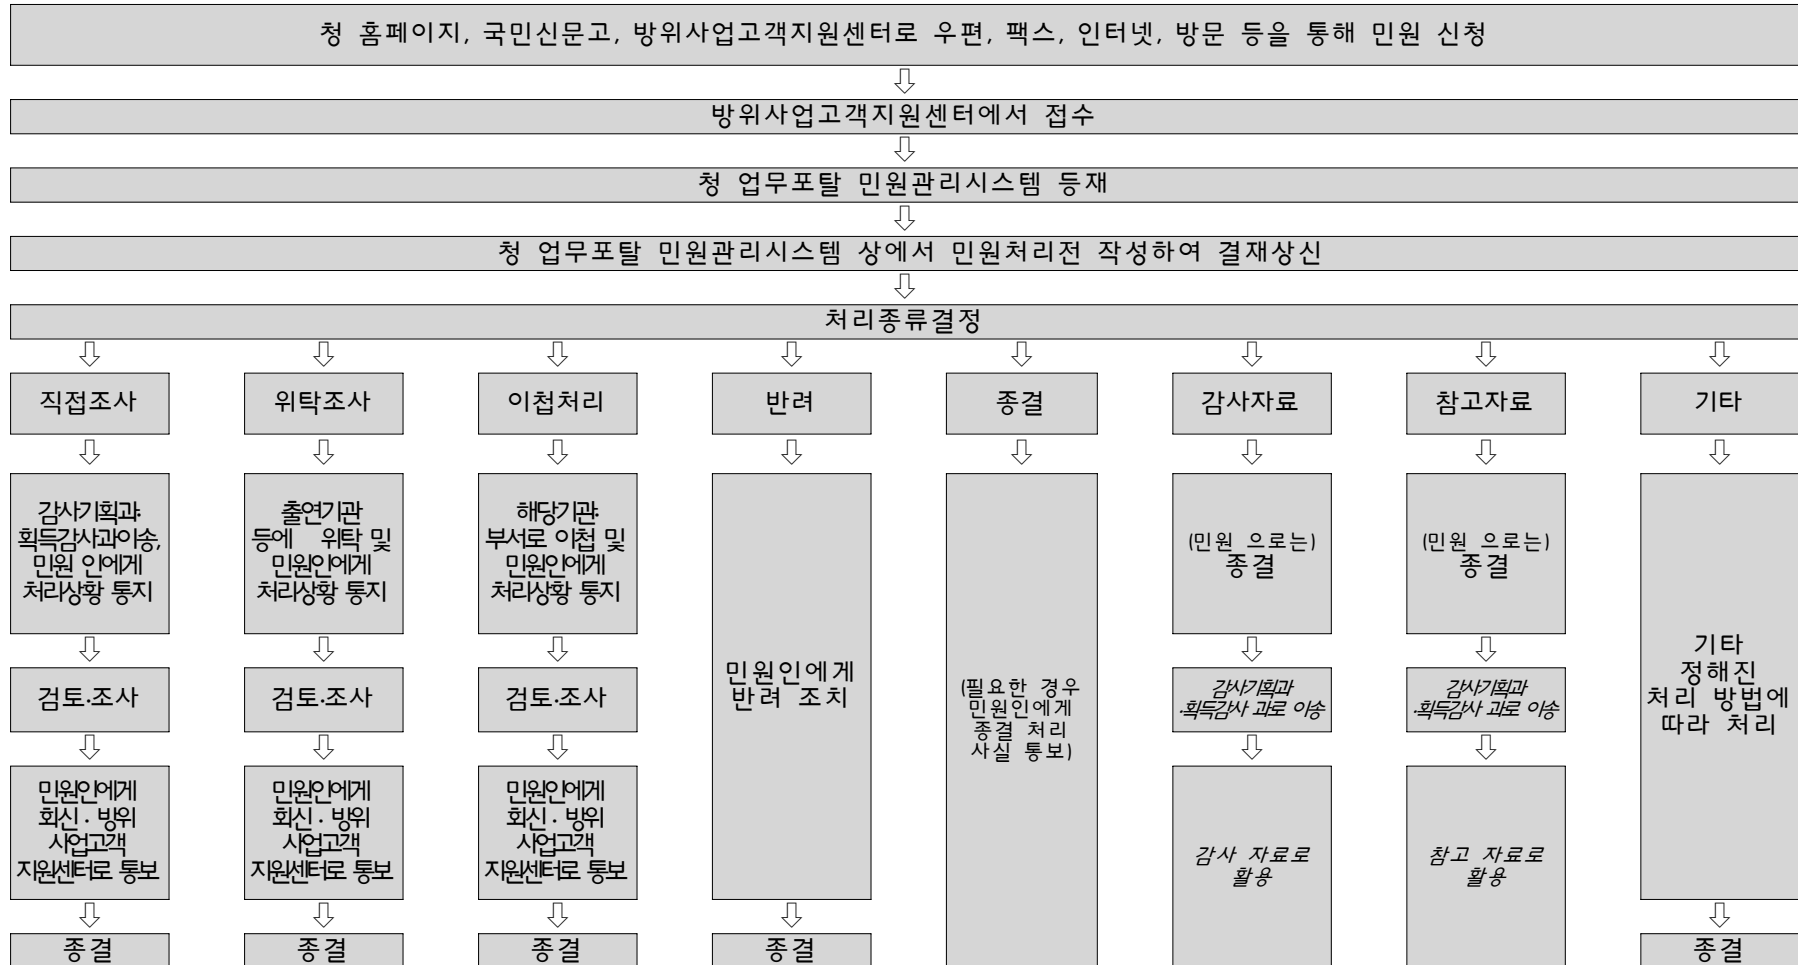 청 홈페이지, 국민신문고, 방위사업고객지원센터로 우편, 팩스, 인터넷, 방문 등을 통해 민원 신청
방위사업고객지원센터에서 접수
청 업무포탈 민원관리시스템 등재
청 업무포탈 민원관리시스템 상에서 민원처리전 작성하여 결재상신
처리종류결정
직접조사
위탁조사
이첩처리
반려
종결
감사자료
참고자료
기타
감사기획과·
획득감사과이송,
민원 인에게
처리상황 통지
출연기관
등에 위탁 및
민원인에게
처리상황 통지
해당기관·
부서로 이첩 및
민원인에게
처리상황 통지
민원인에게
반려 조치
(필요한 경우
민원인에게
종결 처리
사실 통보)
(민원 으로는)
종결
(민원 으로는)
종결
기타
정해진
처리 방법에
따라 처리
검토·조사
검토·조사
검토·조사
감사기획과
·획득감사 과로 이송
감사기획과
·획득감사 과로 이송
민원인에게
회신· 방위
사업고객
지원센터로 통보
민원인에게
회신· 방위
사업고객
지원센터로 통보
민원인에게
회신· 방위
사업고객
지원센터로 통보
감사 자료로
활용
참고 자료로
활용
종결
종결
종결
종결
종결